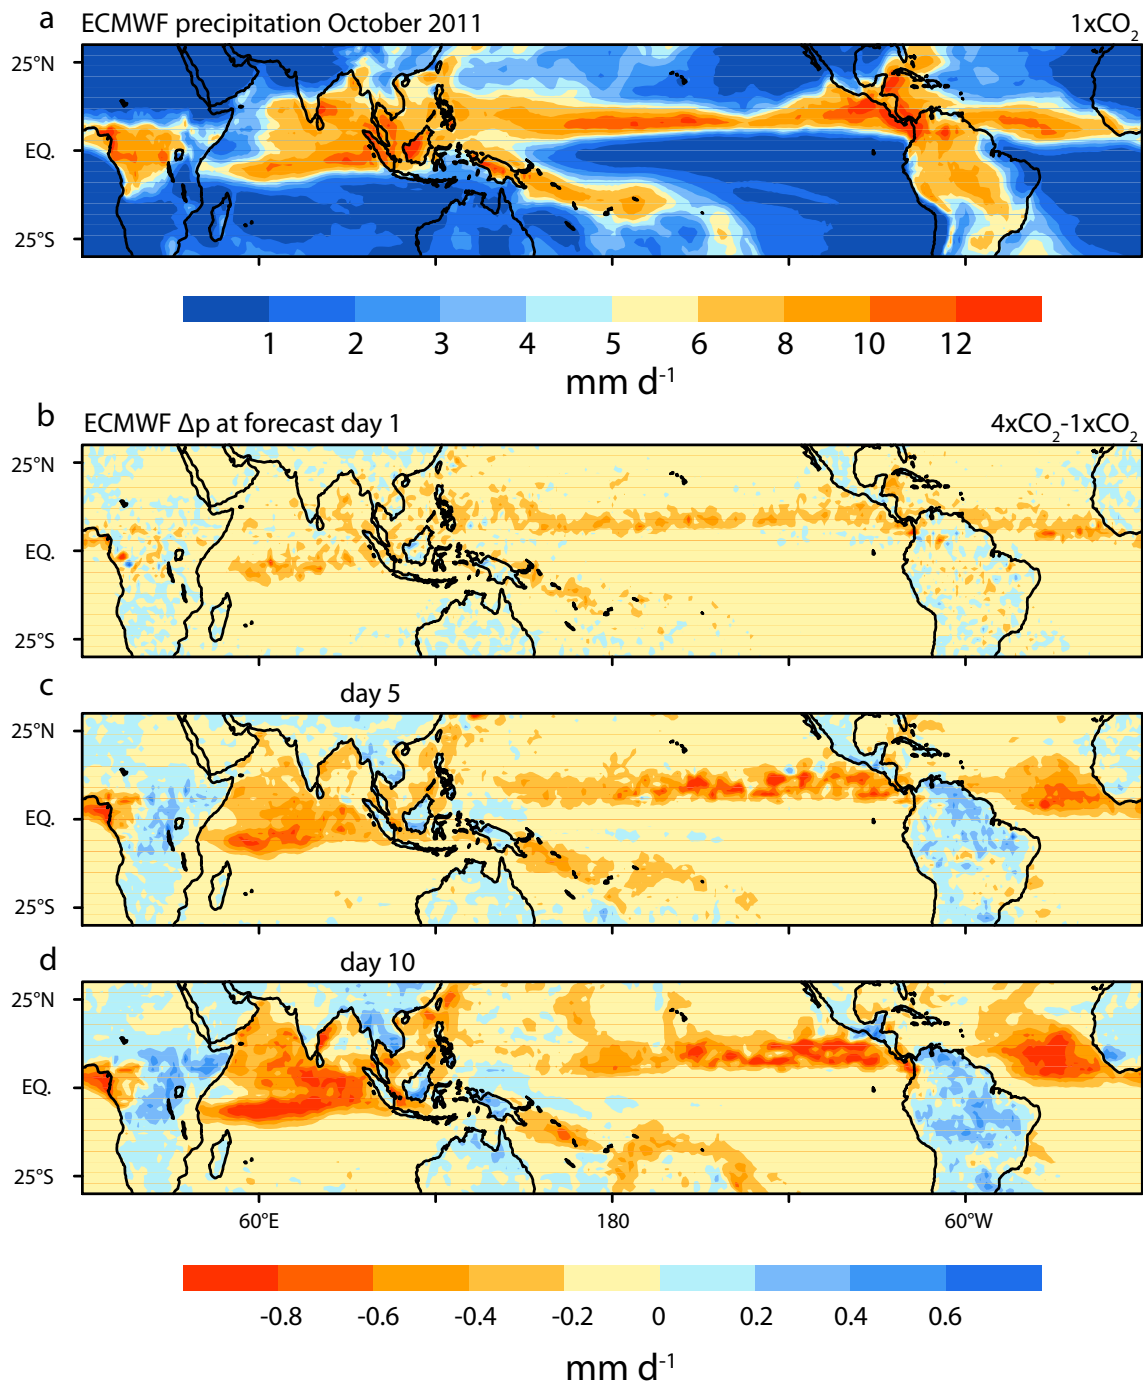 a
ECMWF precipitation October 2011
1xCO₂
25°N
EQ.
25°S
1 2 3 4 5 6 8 10 12
mm d⁻¹
b
ECMWF Δp at forecast day 1
4xCO₂-1xCO₂
25°N
EQ.
25°S
c
day 5
25°N
EQ.
25°S
d
day 10
25°N
EQ.
25°S
60°E 180 60°W
-0.8 -0.6 -0.4 -0.2 0 0.2 0.4 0.6
mm d⁻¹